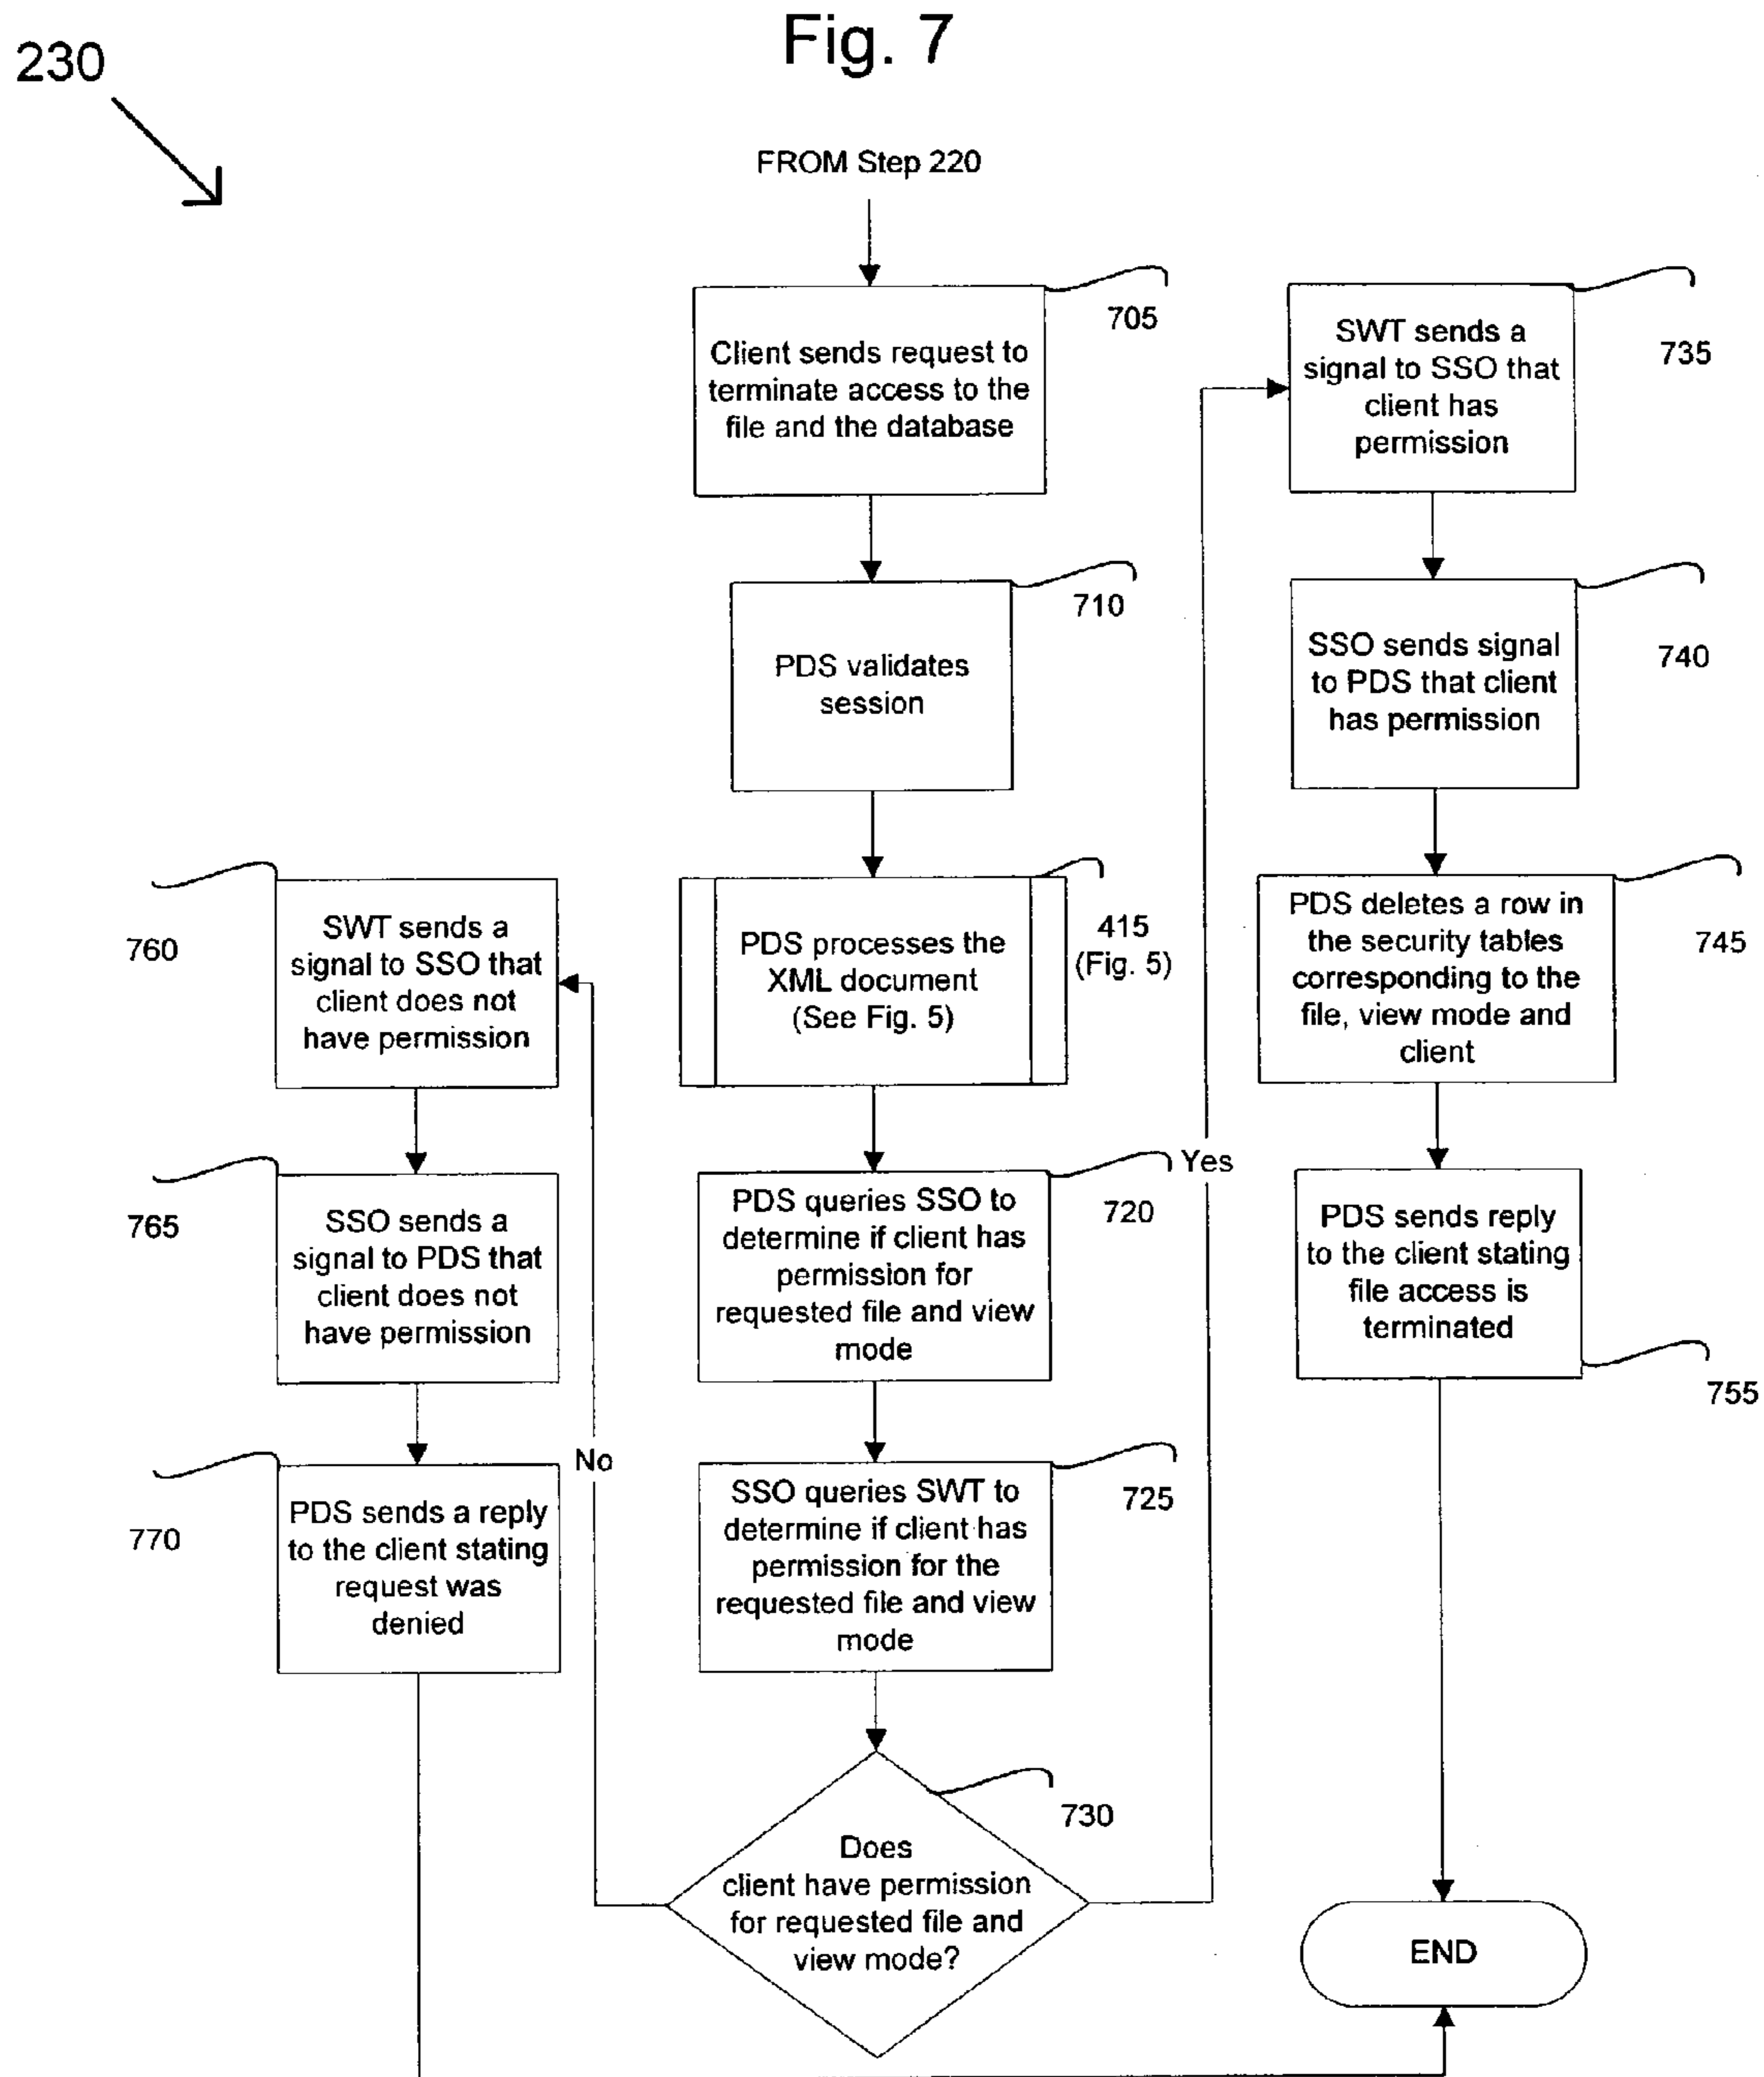 Fig. 7
230
FROM Step 220
Client sends request to
terminate access to the
file and the database
705
PDS validates
session
710
PDS processes the
XML document
(See Fig. 5)
415
(Fig. 5)
PDS queries SSO to
determine if client has
permission for
requested file and view
mode
720
SSO queries SWT to
determine if client has
permission for the
requested file and view
mode
725
Does
client have permission
for requested file and
view mode?
730
Yes
No
SWT sends a
signal to SSO that
client has
permission
735
SSO sends signal
to PDS that client
has permission
740
PDS deletes a row in
the security tables
corresponding to the
file, view mode and
client
745
PDS sends reply
to the client stating
file access is
terminated
755
SWT sends a
signal to SSO that
client does not
have permission
760
SSO sends a
signal to PDS that
client does not
have permission
765
PDS sends a reply
to the client stating
request was
denied
770
END